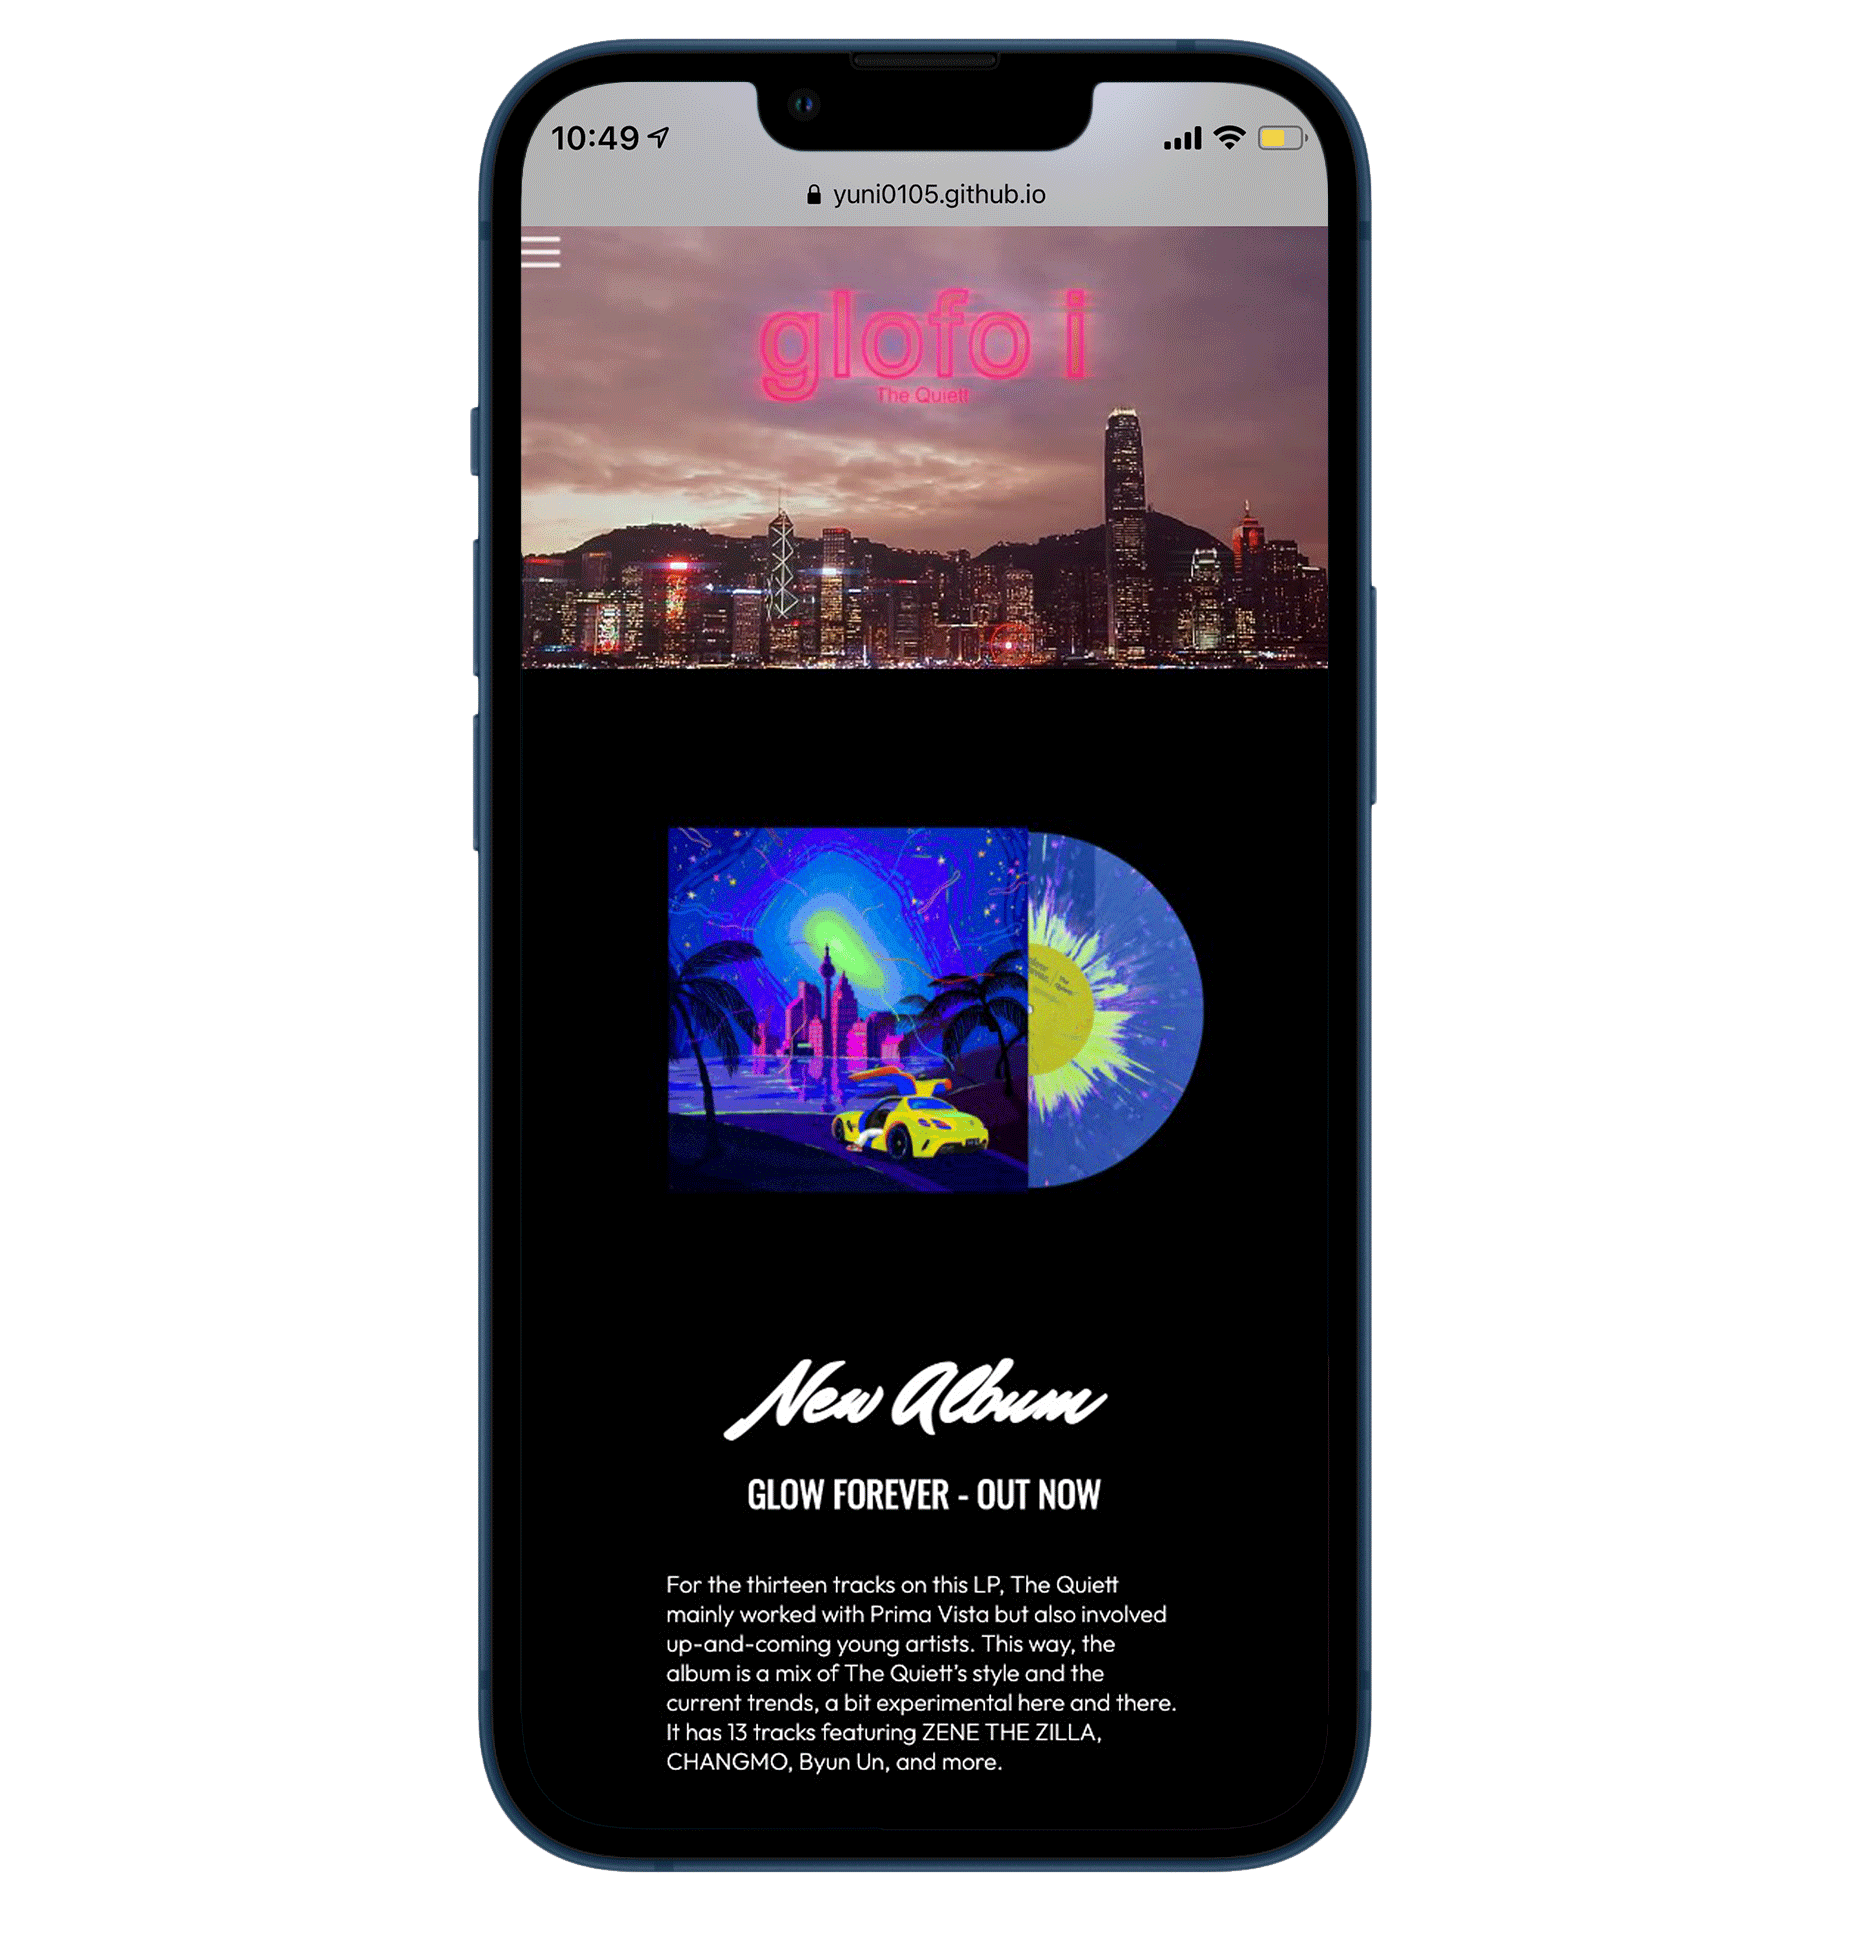 10:49
yuni0105.github.io
glofo i
The Quiett
The
Quiett
New Album
GLOW FOREVER - OUT NOW
For the thirteen tracks on this LP, The Quiett
mainly worked with Prima Vista but also involved
up-and-coming young artists. This way, the
album is a mix of The Quiett's style and the
current trends, a bit experimental here and there.
It has 13 tracks featuring ZENE THE ZILLA,
CHANGMO, Byun Un, and more.